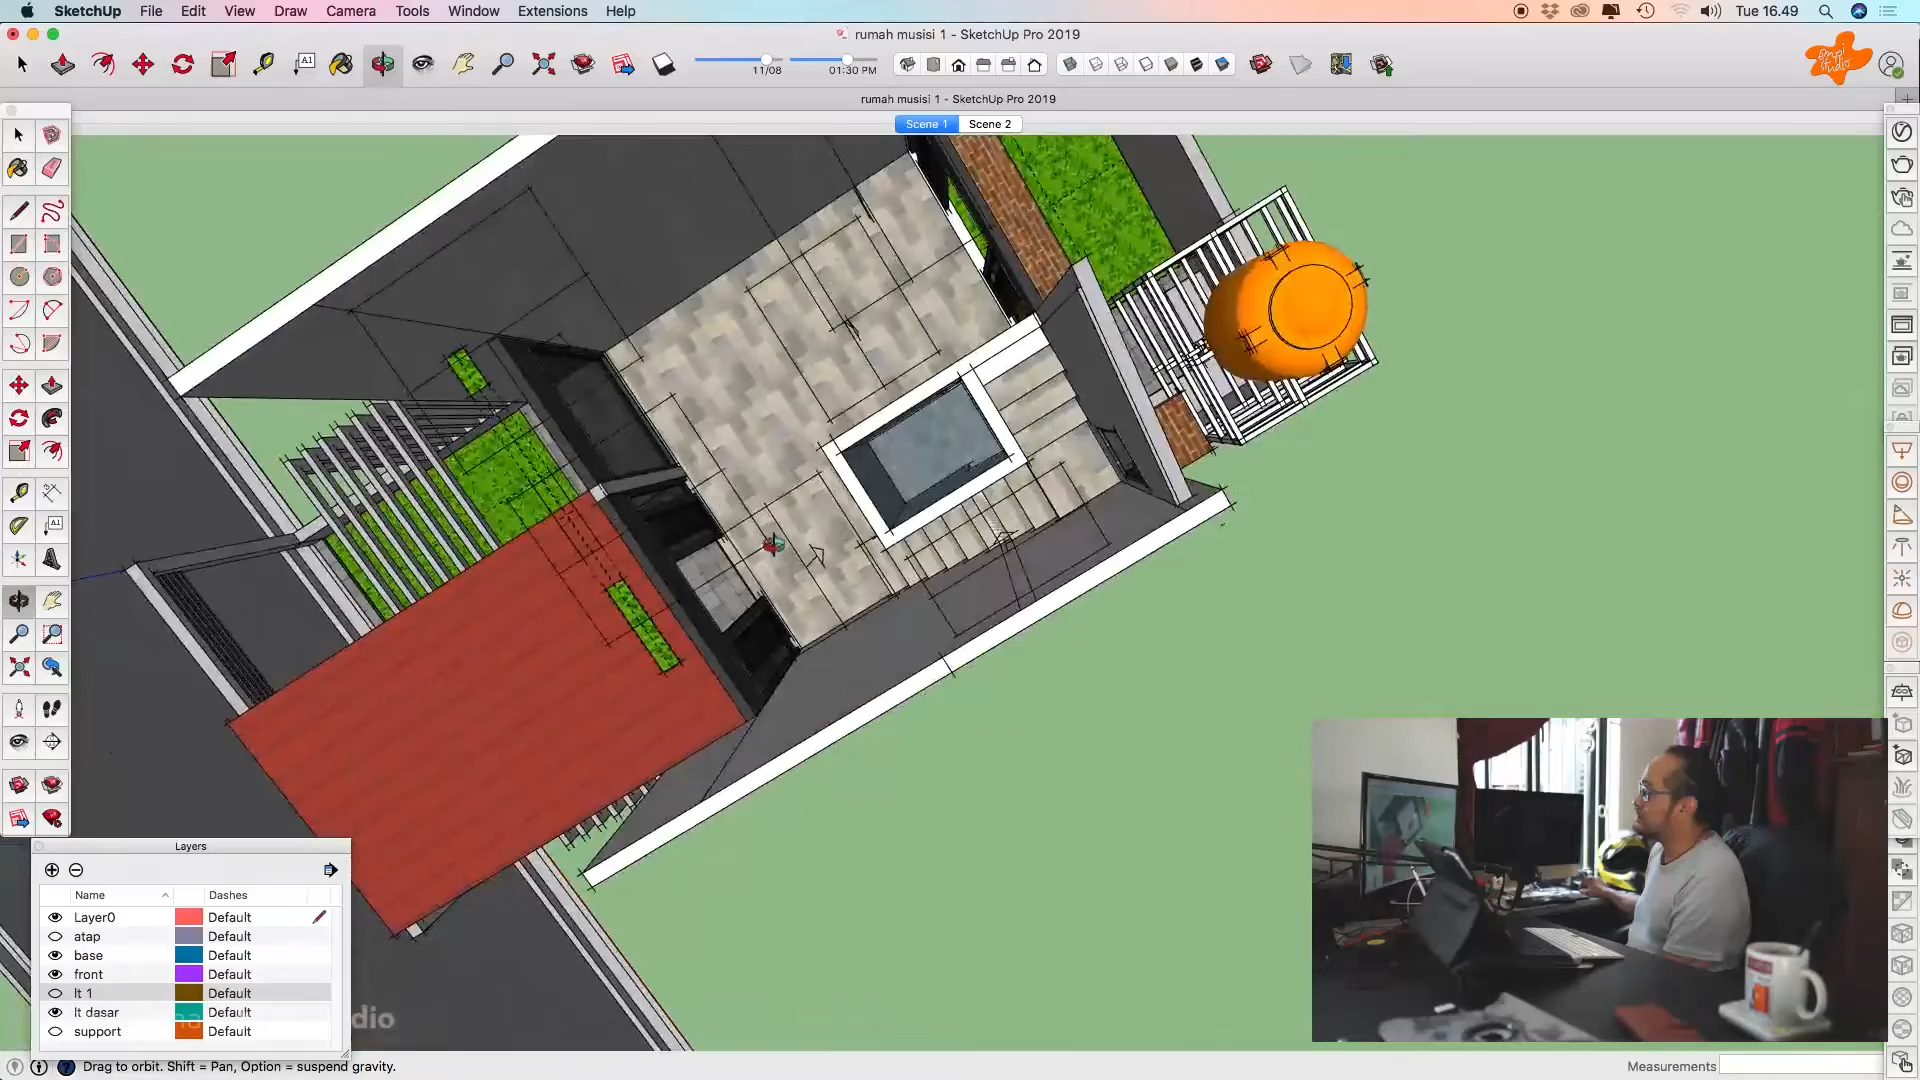 SketchUp File Edit View Draw Camera Tools Window Extensions Help Tue 16.49
rumah musisi 1 - SketchUp Pro 2019
A1
11/08 01:30 PM
rumah musisi 1 - SketchUp Pro 2019
Scene 1 Scene 2
A1
Layers
Name Dashes
Layer0 Default
atap Default
base Default
front Default
lt 1 Default
lt dasar Default
support Default
dio
Drag to orbit. Shift = Pan, Option = suspend gravity. Measurements